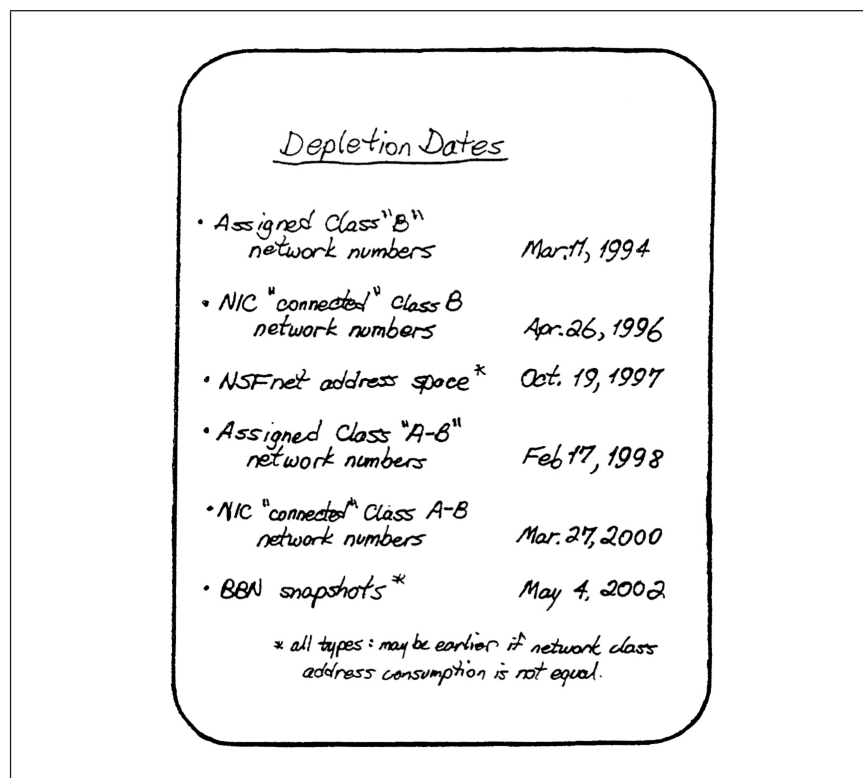 Depletion Dates
• Assigned Class "B"
network numbers Mar. 11, 1994
• NIC "connected" Class B
network numbers Apr. 26, 1996
• NSFnet address space* Oct. 19, 1997
• Assigned Class "A-B"
network numbers Feb 17, 1998
• NIC "connected" Class A-B
network numbers Mar. 27, 2000
• BBN snapshots* May 4, 2002
* all types: may be earlier if network class
address consumption is not equal.